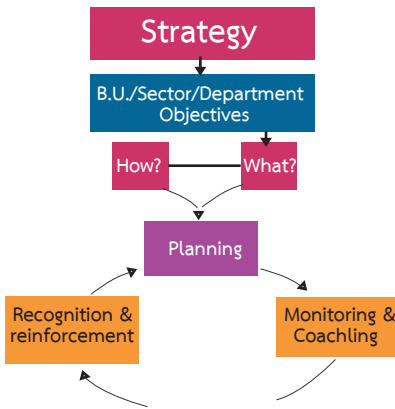 Strategy
B.U./Sector/Department
Objectives
How?
What?
Planning
Recognition &
reinforcement
Monitoring &
Coachling